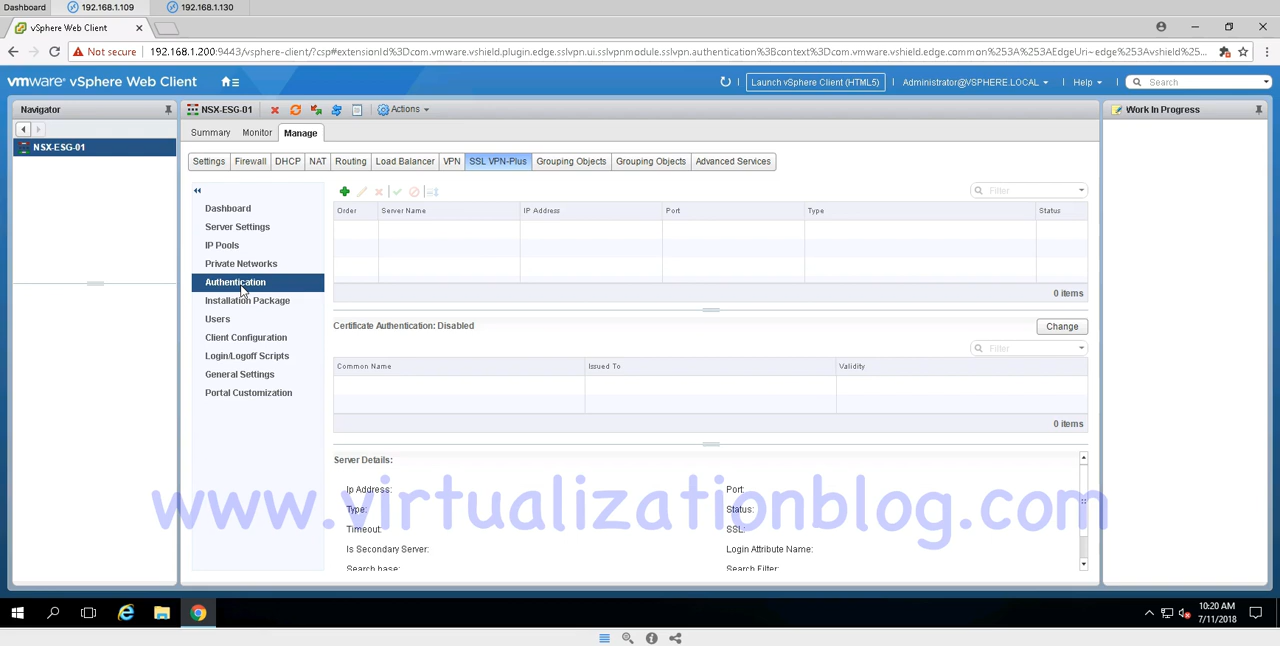 Dashboard 192.168.1.109 192.168.1.130
vSphere Web Client
Not secure 192.168.1.200:9443/vsphere-client/?csp#extensionId%3Dcom.vmware.vshield.plugin.edge.sslvpn.ui.sslvpnmodule.sslvpn.authentication%3Bcontext%3Dcom.vmware.vshield.edge.common%253A%253AEdgeUri~edge%253Avshield%...
vmware® vSphere Web Client Launch vSphere Client (HTML5) Administrator@VSPHERE.LOCAL Help Search
Navigator NSX-ESG-01 Actions Work In Progress
Summary Monitor Manage
NSX-ESG-01
Settings Firewall DHCP NAT Routing Load Balancer VPN SSL VPN-Plus Grouping Objects Grouping Objects Advanced Services
Dashboard
Server Settings
IP Pools
Private Networks
Authentication
Installation Package
Users
Client Configuration
Login/Logoff Scripts
General Settings
Portal Customization
Filter
Order Server Name IP Address Port Type Status
0 items
Certificate Authentication: Disabled Change
Filter
Common Name Issued To Validity
0 items
Server Details:
Ip Address: Port:
Type: Status:
Timeout: SSL:
Is Secondary Server: Login Attribute Name:
Search base: Search Filter:
www.virtualizationblog.com
10:20 AM
7/11/2018